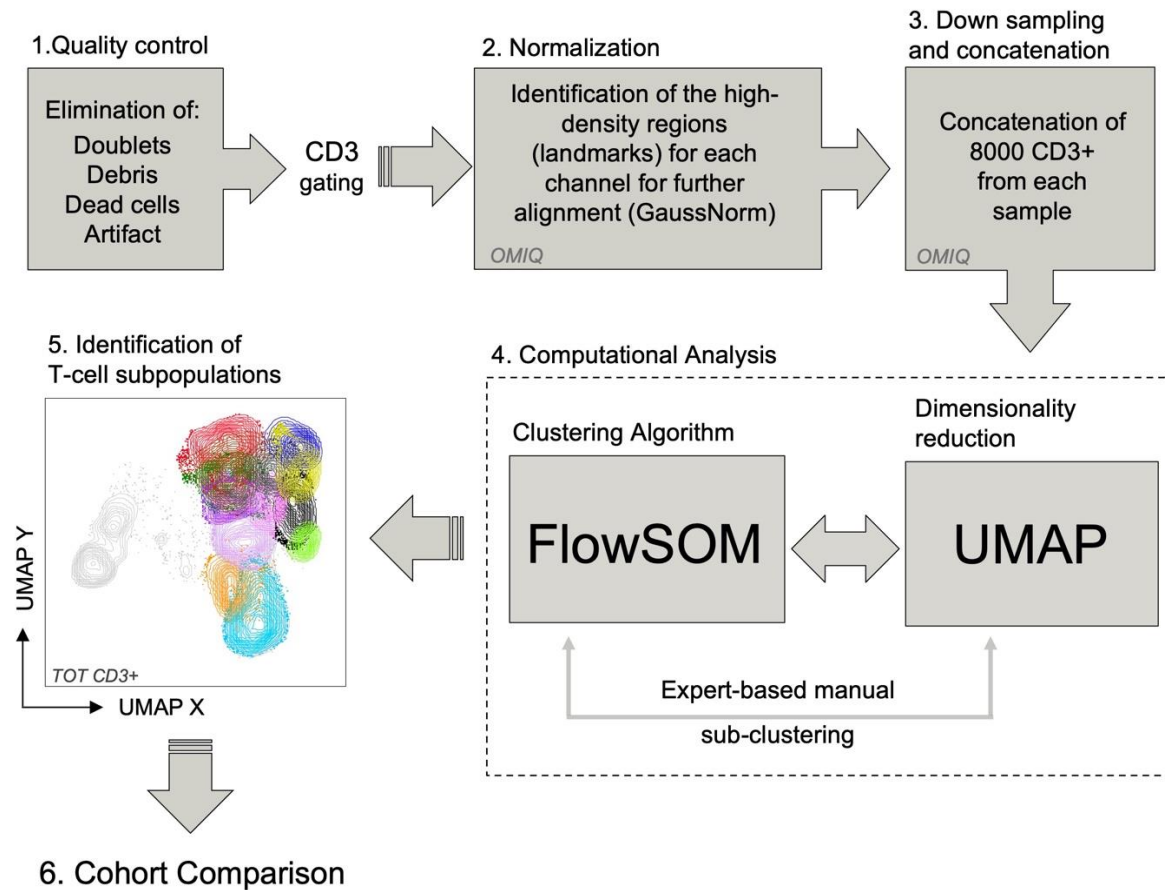 1.Quality control
Elimination of:
Doublets
Debris
Dead cells
Artifact
CD3
gating
2. Normalization
Identification of the high-
density regions
(landmarks) for each
channel for further
alignment (GaussNorm)
OMIQ
3. Down sampling
and concatenation
Concatenation of
8000 CD3+
from each
sample
OMIQ
4. Computational Analysis
Clustering Algorithm
FlowSOM
Dimensionality
reduction
UMAP
Expert-based manual
sub-clustering
5. Identification of
T-cell subpopulations
UMAP Y
TOT CD3+
UMAP X
6. Cohort Comparison